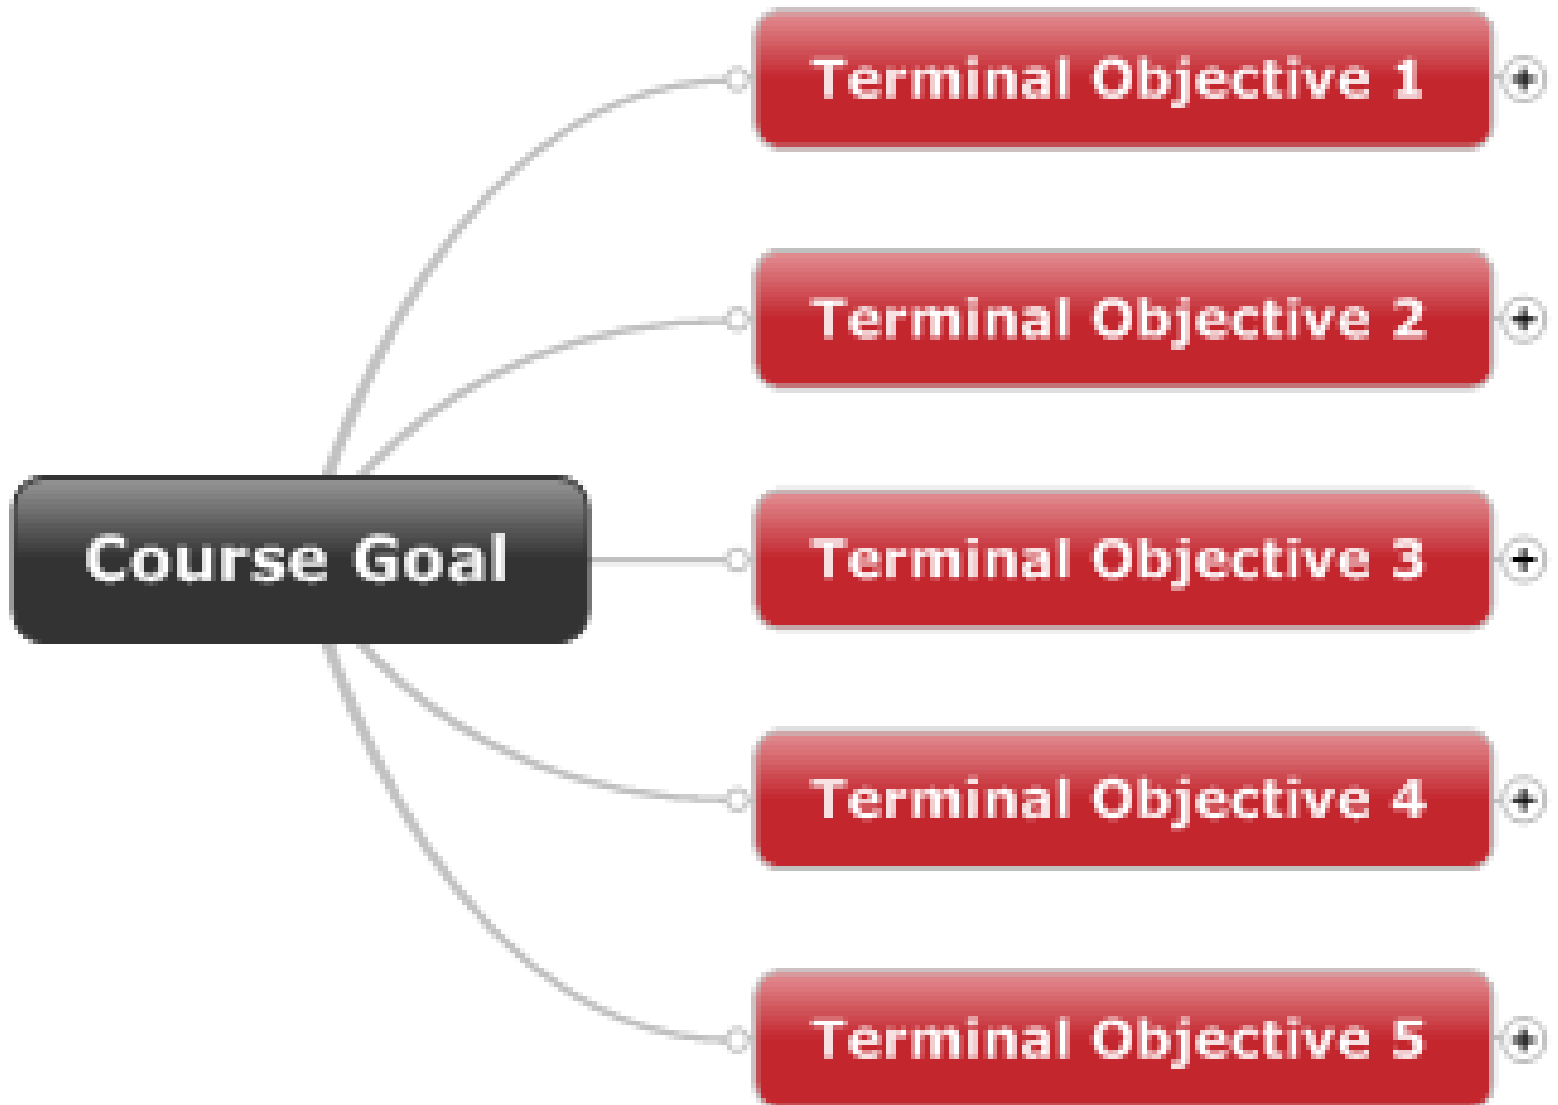 Terminal Objective 1
Terminal Objective 2
Course Goal
Terminal Objective 3
Terminal Objective 4
Terminal Objective 5